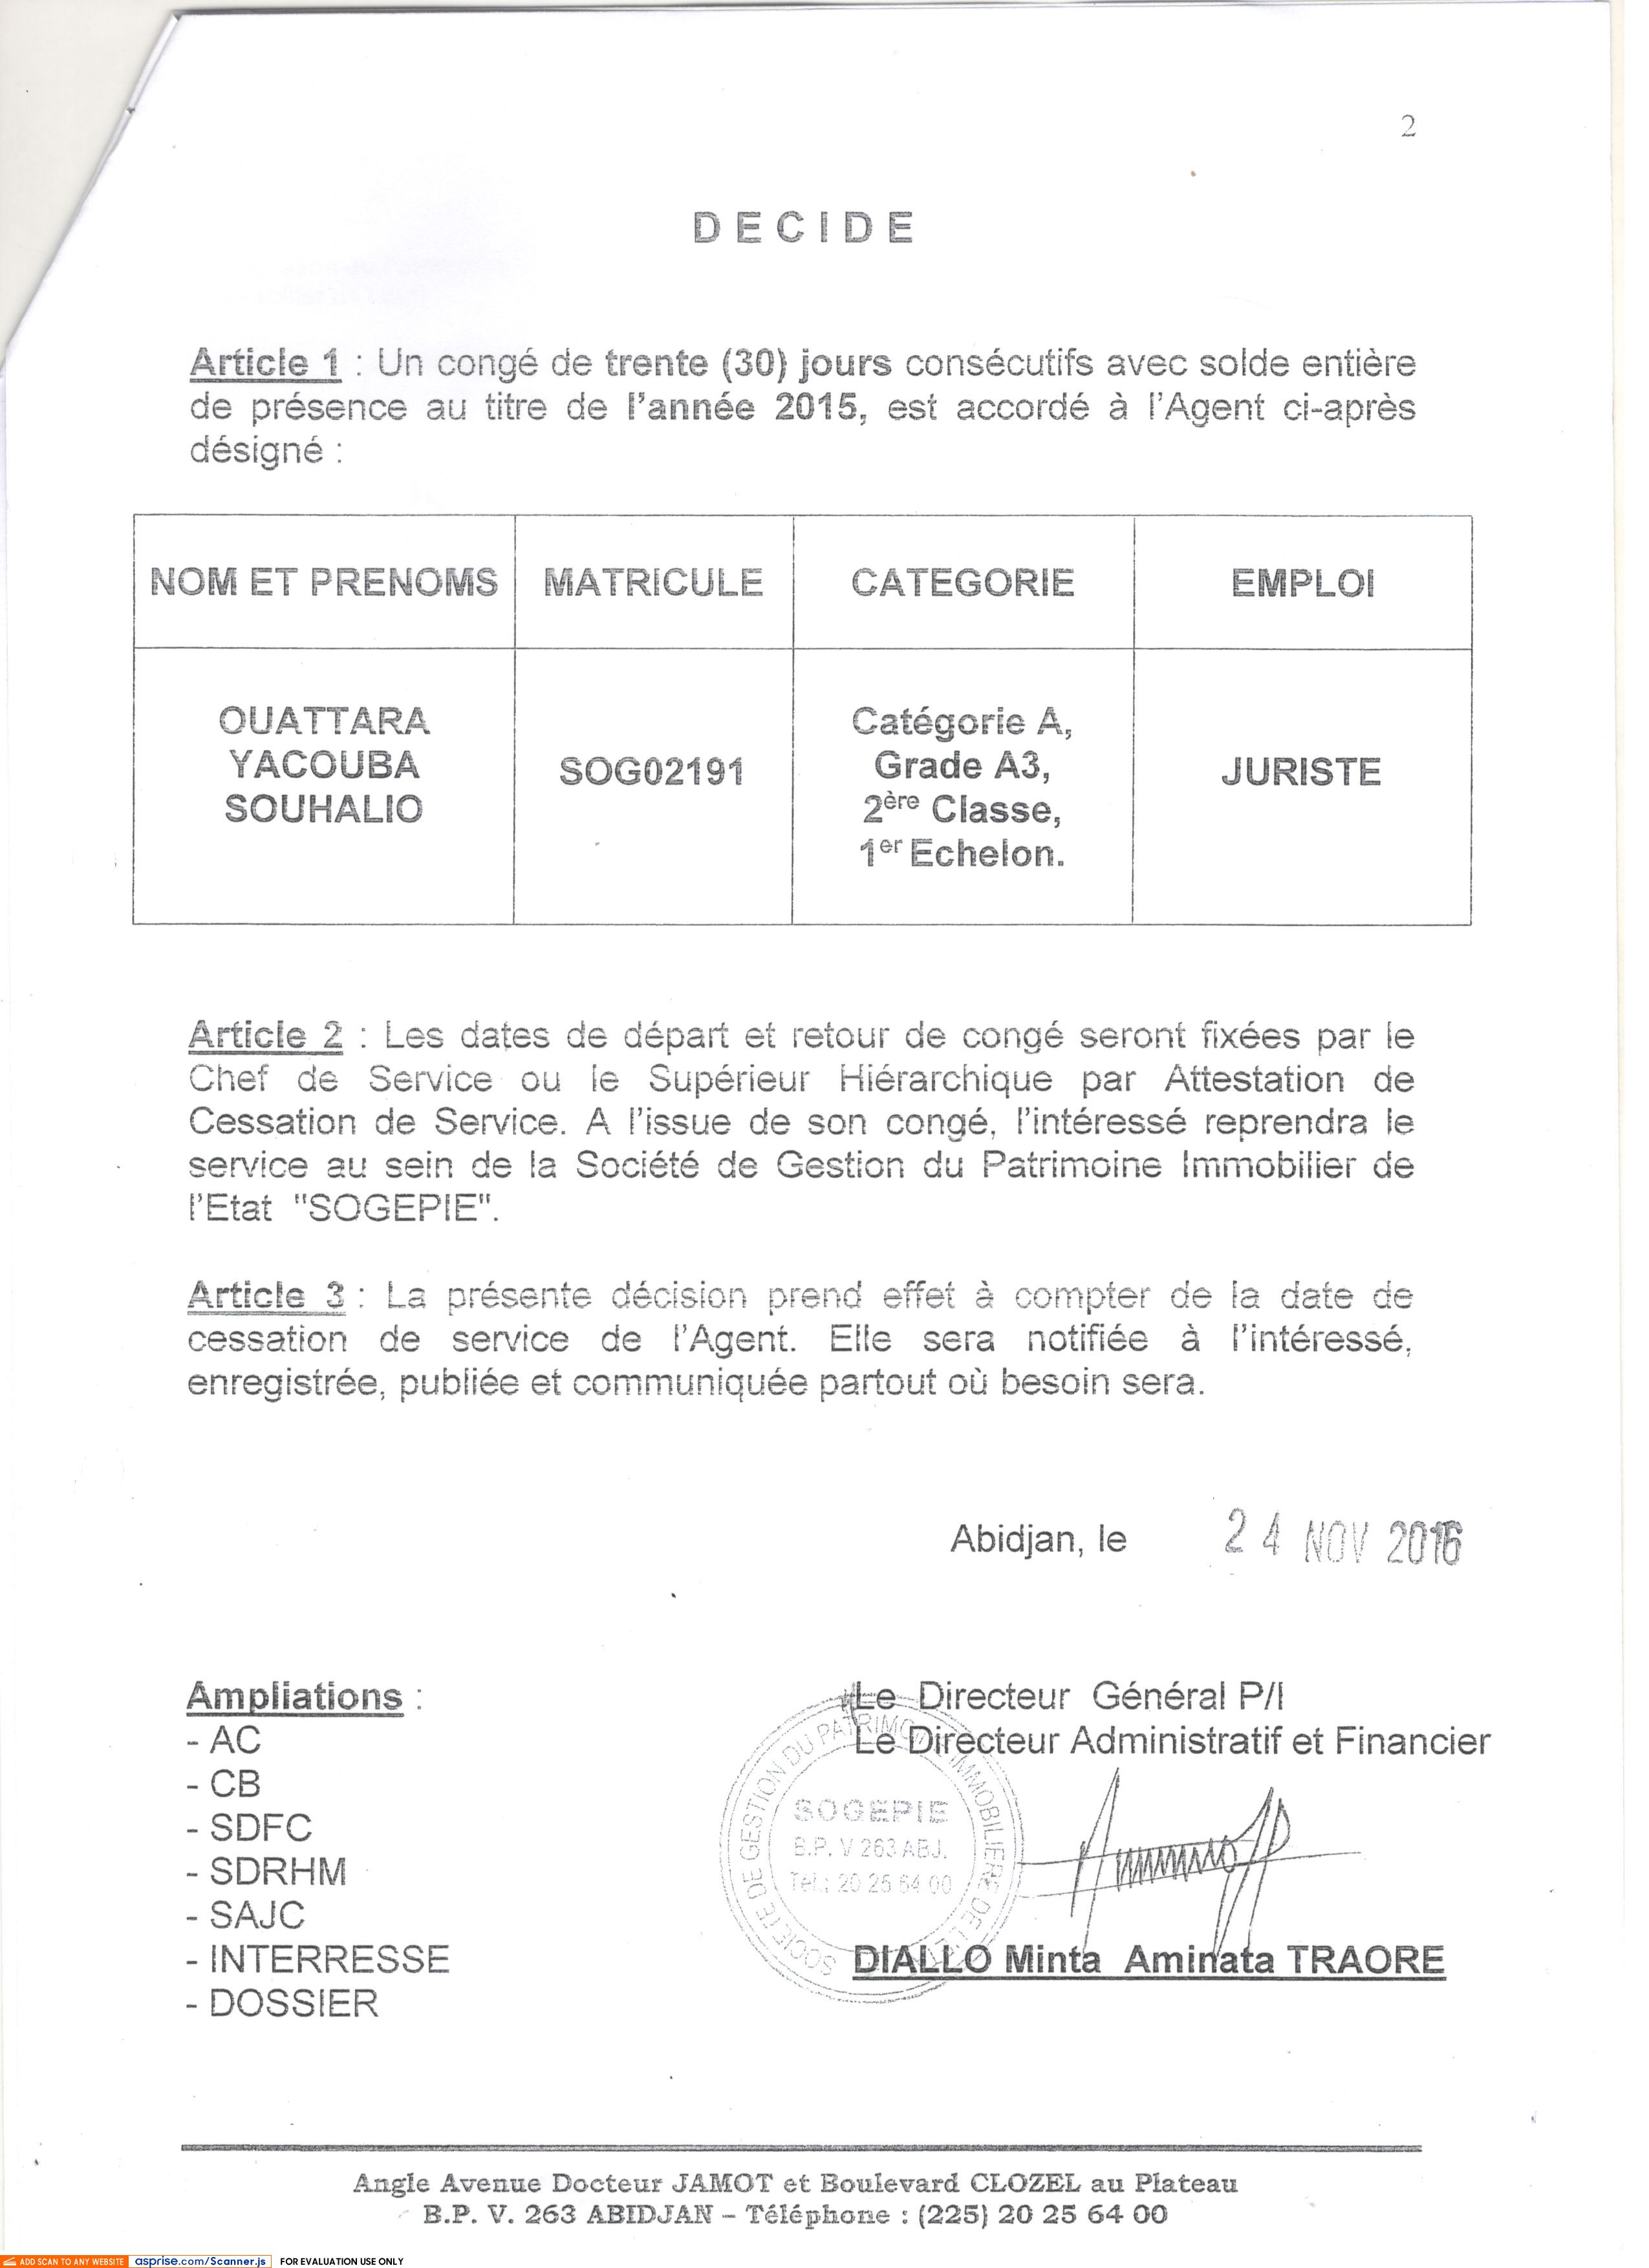 2
DECIDE
Article 1 : Un congé de trente (30) jours consécutifs avec solde entière
de présence au titre de l'année 2015, est accordé à l'Agent ci-après
désigné :
NOM ET PRENOMS MATRICULE CATEGORIE EMPLOI
OUATTARA
YACOUBA
SOUHALIO
SOG02191
Catégorie A,
Grade A3,
2ère Classe,
1er Echelon.
JURISTE
Article 2 : Les dates de départ et retour de congé seront fixées par le
Chef de Service ou le Supérieur Hiérarchique par Attestation de
Cessation de Service. A l'issue de son congé, l'intéressé reprendra le
service au sein de la Société de Gestion du Patrimoine Immobilier de
l'Etat "SOGEPIE".
Article 3 : La présente décision prend effet à compter de la date de
cessation de service de l'Agent. Elle sera notifiée à l'intéressé,
enregistrée, publiée et communiquée partout où besoin sera.
Abidjan, le 24 NOV 2016
Ampliations :
- AC
- CB
- SDFC
- SDRHM
- SAJC
- INTERRESSE
- DOSSIER
Le Directeur Général P/I
Le Directeur Administratif et Financier
SOCIETE DE GESTION DU PATRIMO IMMOBILIER DE L'
SOGEPIE
B.P. V 263 ABJ.
Tél.: 20 25 64 00
DIALLO Minta Aminata TRAORE
Angle Avenue Docteur JAMOT et Boulevard CLOZEL au Plateau
B.P. V. 263 ABIDJAN – Téléphone : (225) 20 25 64 00
ADD SCAN TO ANY WEBSITE asprise.com/Scanner.js FOR EVALUATION USE ONLY